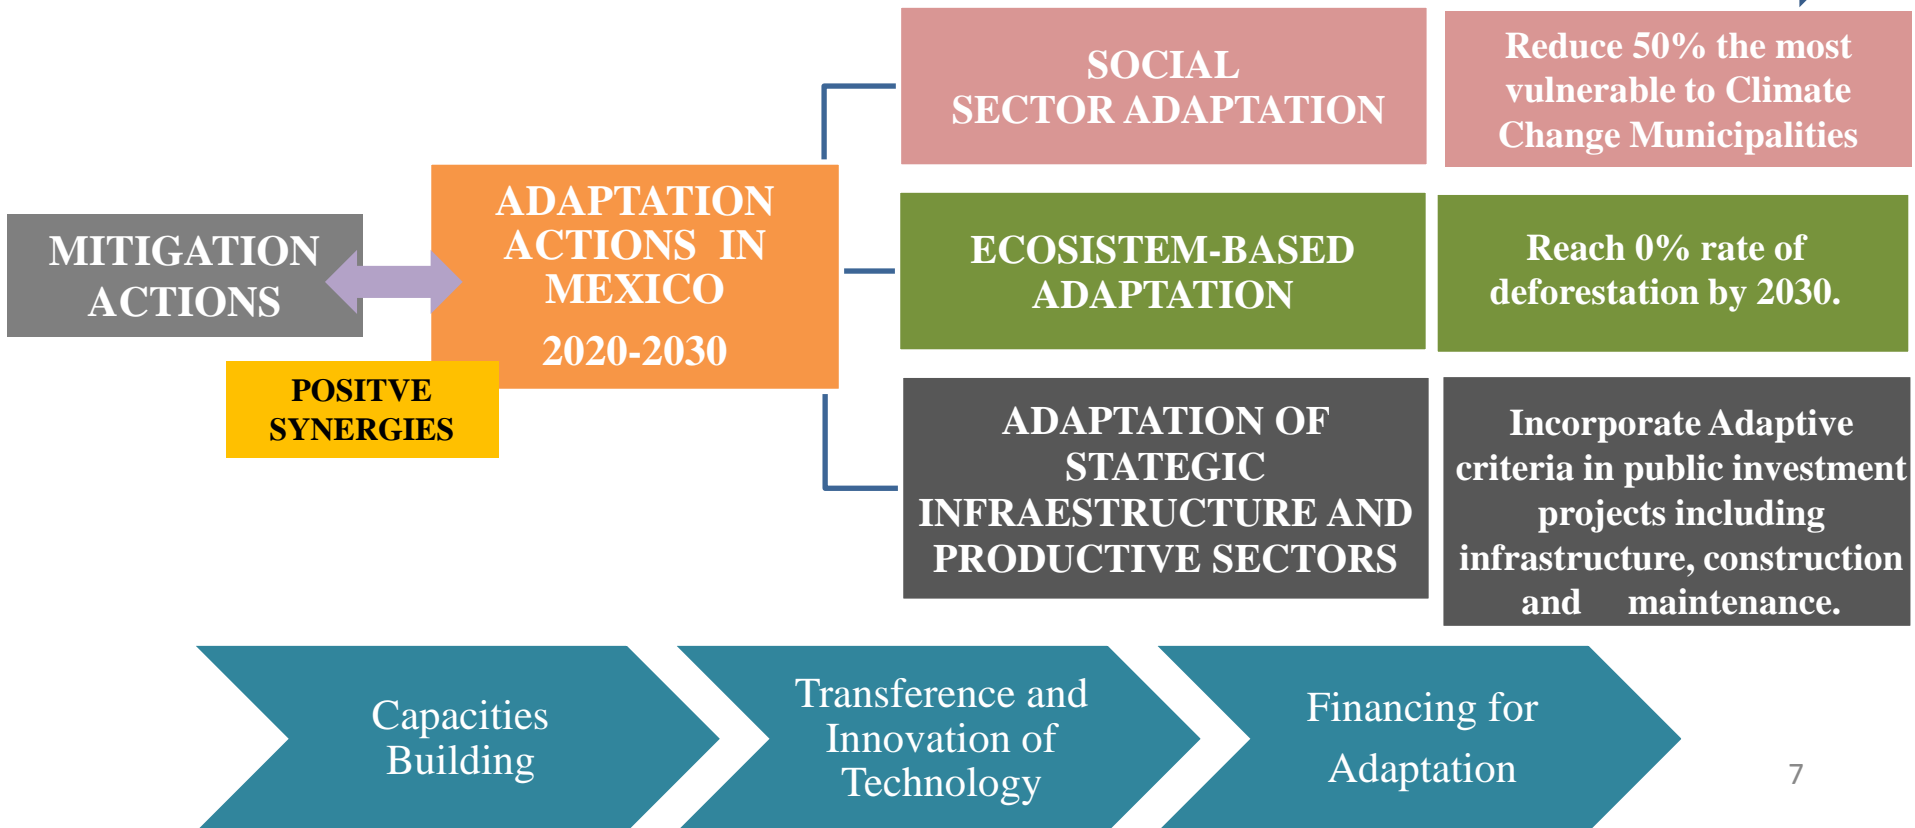 MITIGATION
ACTIONS
POSITVE
SYNERGIES
ADAPTATION
ACTIONS IN
MEXICO
2020-2030
SOCIAL
SECTOR ADAPTATION
Reduce 50% the most
vulnerable to Climate
Change Municipalities
ECOSISTEM-BASED
ADAPTATION
Reach 0% rate of
deforestation by 2030.
ADAPTATION OF
STATEGIC
INFRAESTRUCTURE AND
PRODUCTIVE SECTORS
Incorporate Adaptive
criteria in public investment
projects including
infrastructure, construction
and maintenance.
Capacities
Building
Transference and
Innovation of
Technology
Financing for
Adaptation
7